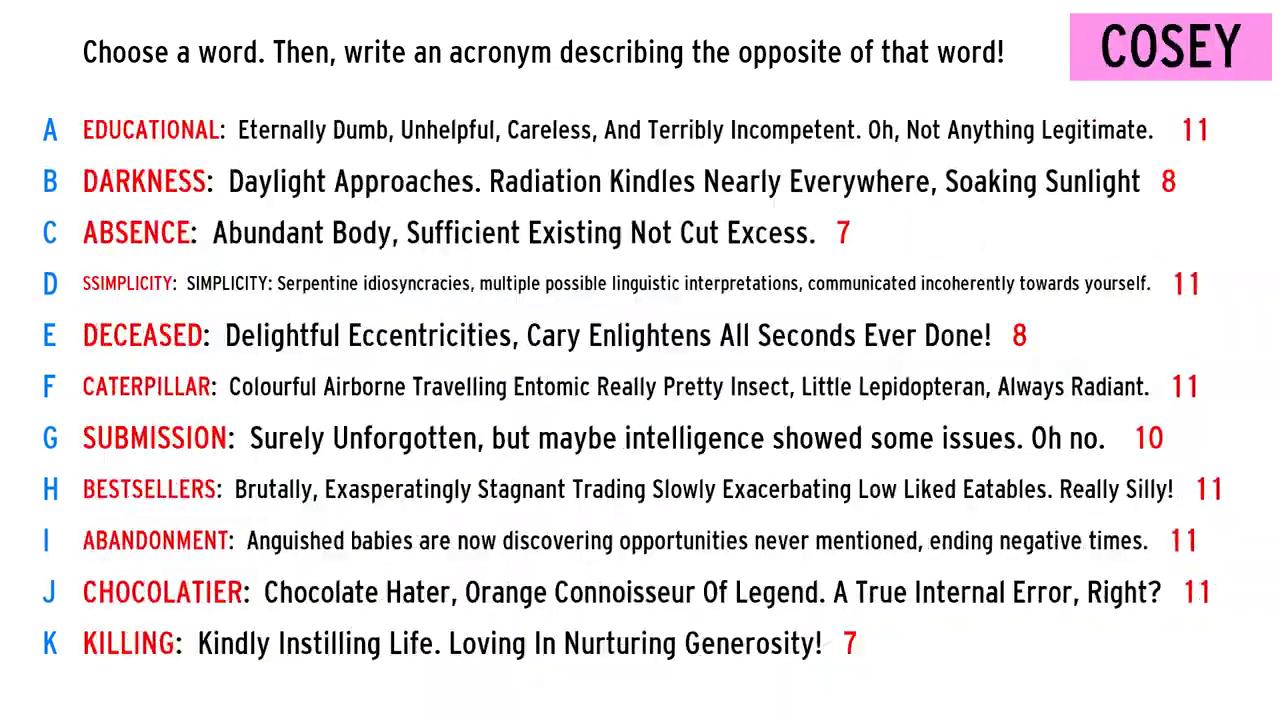 Choose a word. Then, write an acronym describing the opposite of that word!
COSEY
A EDUCATIONAL: Eternally Dumb, Unhelpful, Careless, And Terribly Incompetent. Oh, Not Anything Legitimate. 11
B DARKNESS: Daylight Approaches. Radiation Kindles Nearly Everywhere, Soaking Sunlight 8
C ABSENCE: Abundant Body, Sufficient Existing Not Cut Excess. 7
D SSIMPLICITY: SIMPLICITY: Serpentine idiosyncracies, multiple possible linguistic interpretations, communicated incoherently towards yourself. 11
E DECEASED: Delightful Eccentricities, Cary Enlightens All Seconds Ever Done! 8
F CATERPILLAR: Colourful Airborne Travelling Entomic Really Pretty Insect, Little Lepidopteran, Always Radiant. 11
G SUBMISSION: Surely Unforgotten, but maybe intelligence showed some issues. Oh no. 10
H BESTSELLERS: Brutally, Exasperatingly Stagnant Trading Slowly Exacerbating Low Liked Eatables. Really Silly! 11
I ABANDONMENT: Anguished babies are now discovering opportunities never mentioned, ending negative times. 11
J CHOCOLATIER: Chocolate Hater, Orange Connoisseur Of Legend. A True Internal Error, Right? 11
K KILLING: Kindly Instilling Life. Loving In Nurturing Generosity! 7